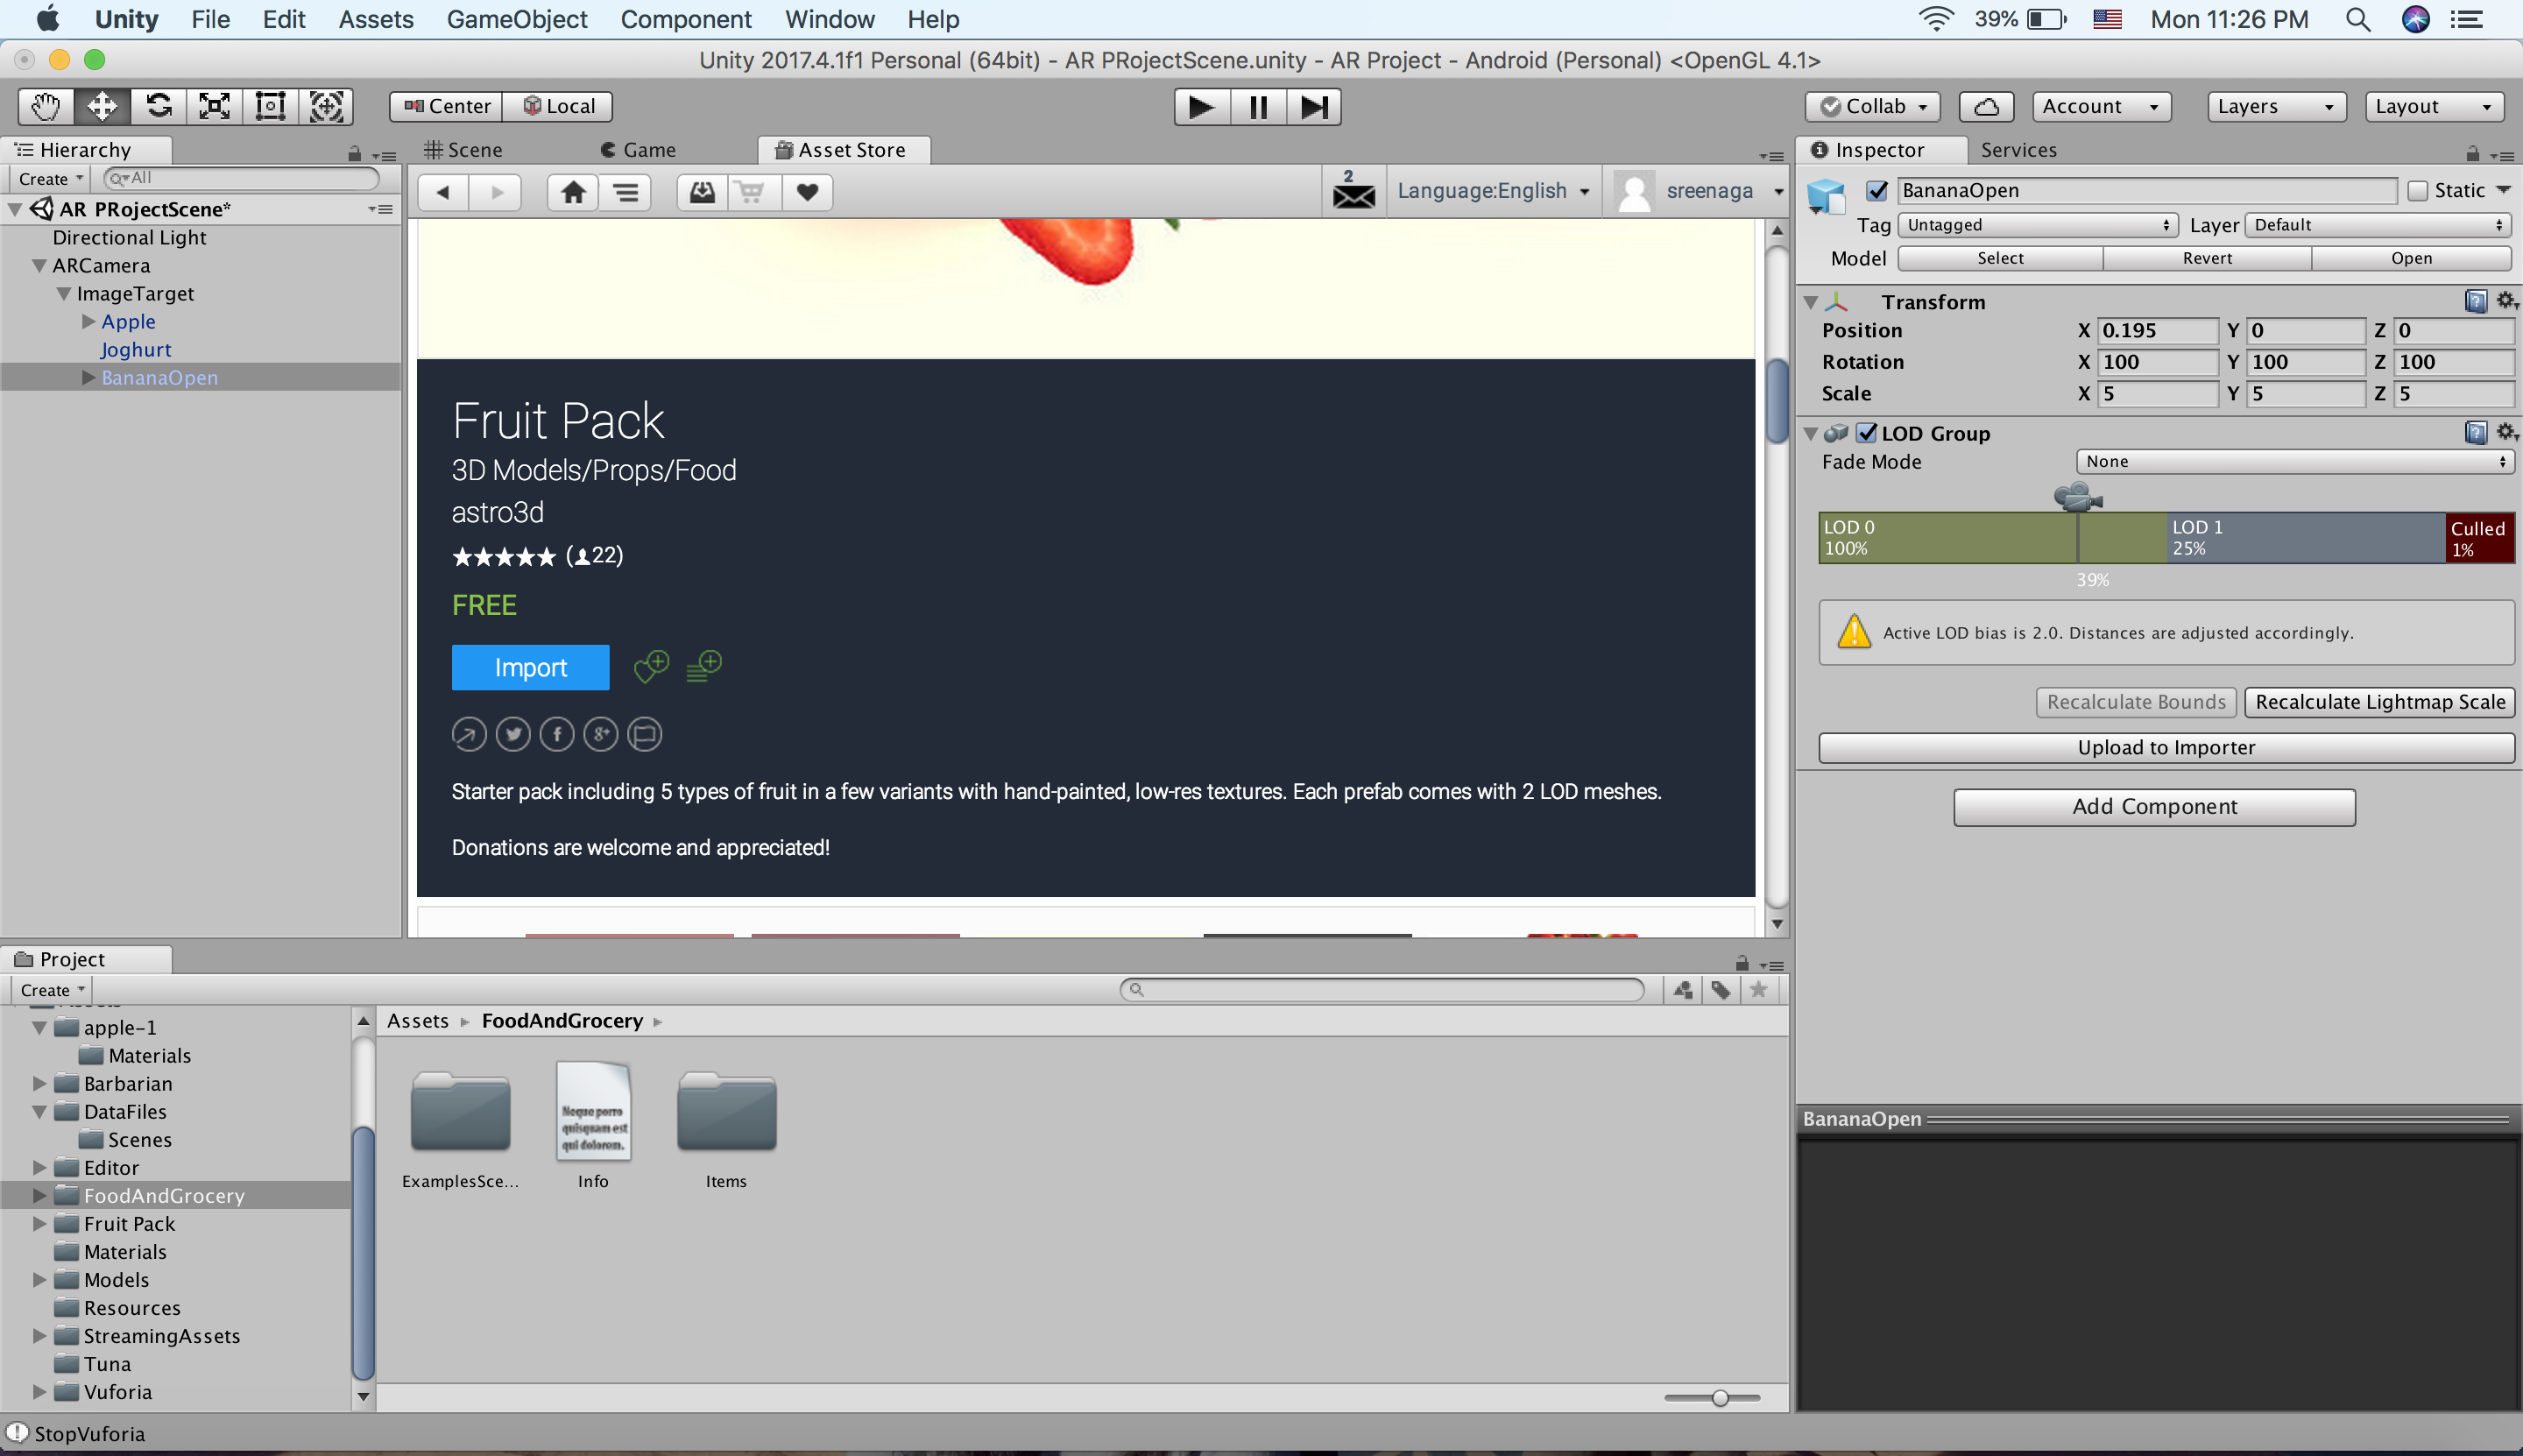 Unity File Edit Assets GameObject Component Window Help 39% Mon 11:26 PM
Unity 2017.4.1f1 Personal (64bit) - AR PRojectScene.unity - AR Project - Android (Personal) <OpenGL 4.1>
Center Local Collab Account Layers Layout
Hierarchy
Create All
AR PRojectScene*
Directional Light
ARCamera
ImageTarget
Apple
Joghurt
BananaOpen
Scene Game Asset Store
2 Language:English sreenaga
Fruit Pack
3D Models/Props/Food
astro3d
★★★★★ (22)
FREE
Import
Starter pack including 5 types of fruit in a few variants with hand-painted, low-res textures. Each prefab comes with 2 LOD meshes.
Donations are welcome and appreciated!
Inspector Services
BananaOpen Static
Tag Untagged Layer Default
Model Select Revert Open
Transform
Position X 0.195 Y 0 Z 0
Rotation X 100 Y 100 Z 100
Scale X 5 Y 5 Z 5
LOD Group
Fade Mode None
LOD 0 LOD 1 Culled
100% 25% 1%
39%
Active LOD bias is 2.0. Distances are adjusted accordingly.
Recalculate Bounds Recalculate Lightmap Scale
Upload to Importer
Add Component
BananaOpen
Project
Create
apple-1
Materials
Barbarian
DataFiles
Scenes
Editor
FoodAndGrocery
Fruit Pack
Materials
Models
Resources
StreamingAssets
Tuna
Vuforia
Assets FoodAndGrocery
Neque porro
quisquam est
qui dolorem.
ExamplesSce... Info Items
StopVuforia